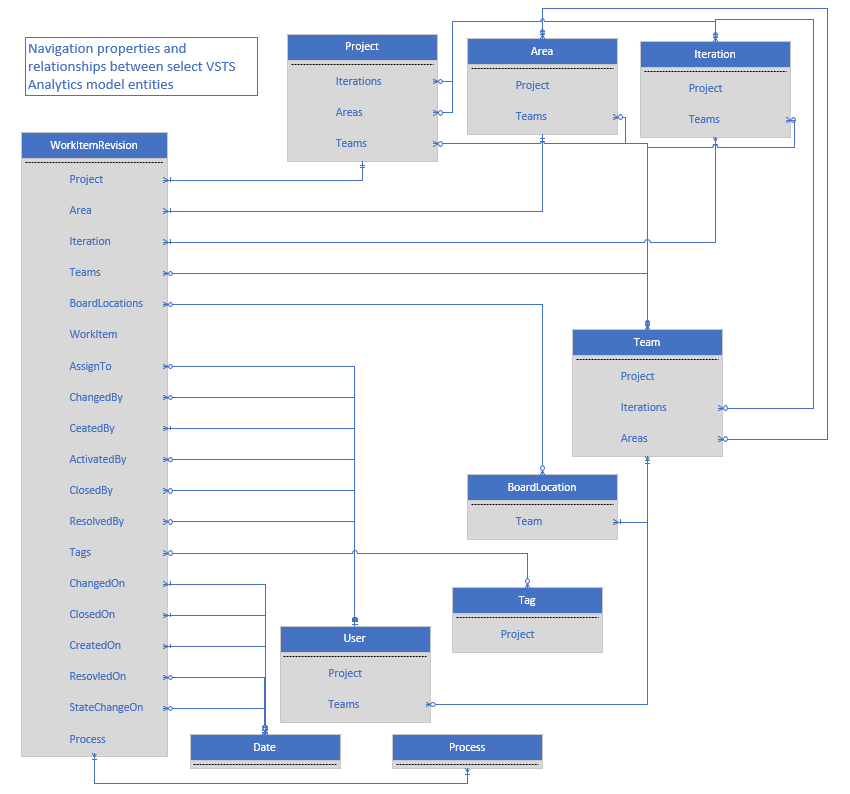 Navigation properties and
relationships between select VSTS
Analytics model entities
Project
Iterations
Areas
Teams
Area
Project
Teams
Iteration
Project
Teams
WorkItemRevision
Project
Area
Iteration
Teams
BoardLocations
WorkItem
AssignTo
ChangedBy
CeatedBy
ActivatedBy
ClosedBy
ResolvedBy
Tags
ChangedOn
ClosedOn
CreatedOn
ResovledOn
StateChangeOn
Process
Team
Project
Iterations
Areas
BoardLocation
Team
Tag
Project
User
Project
Teams
Date
Process